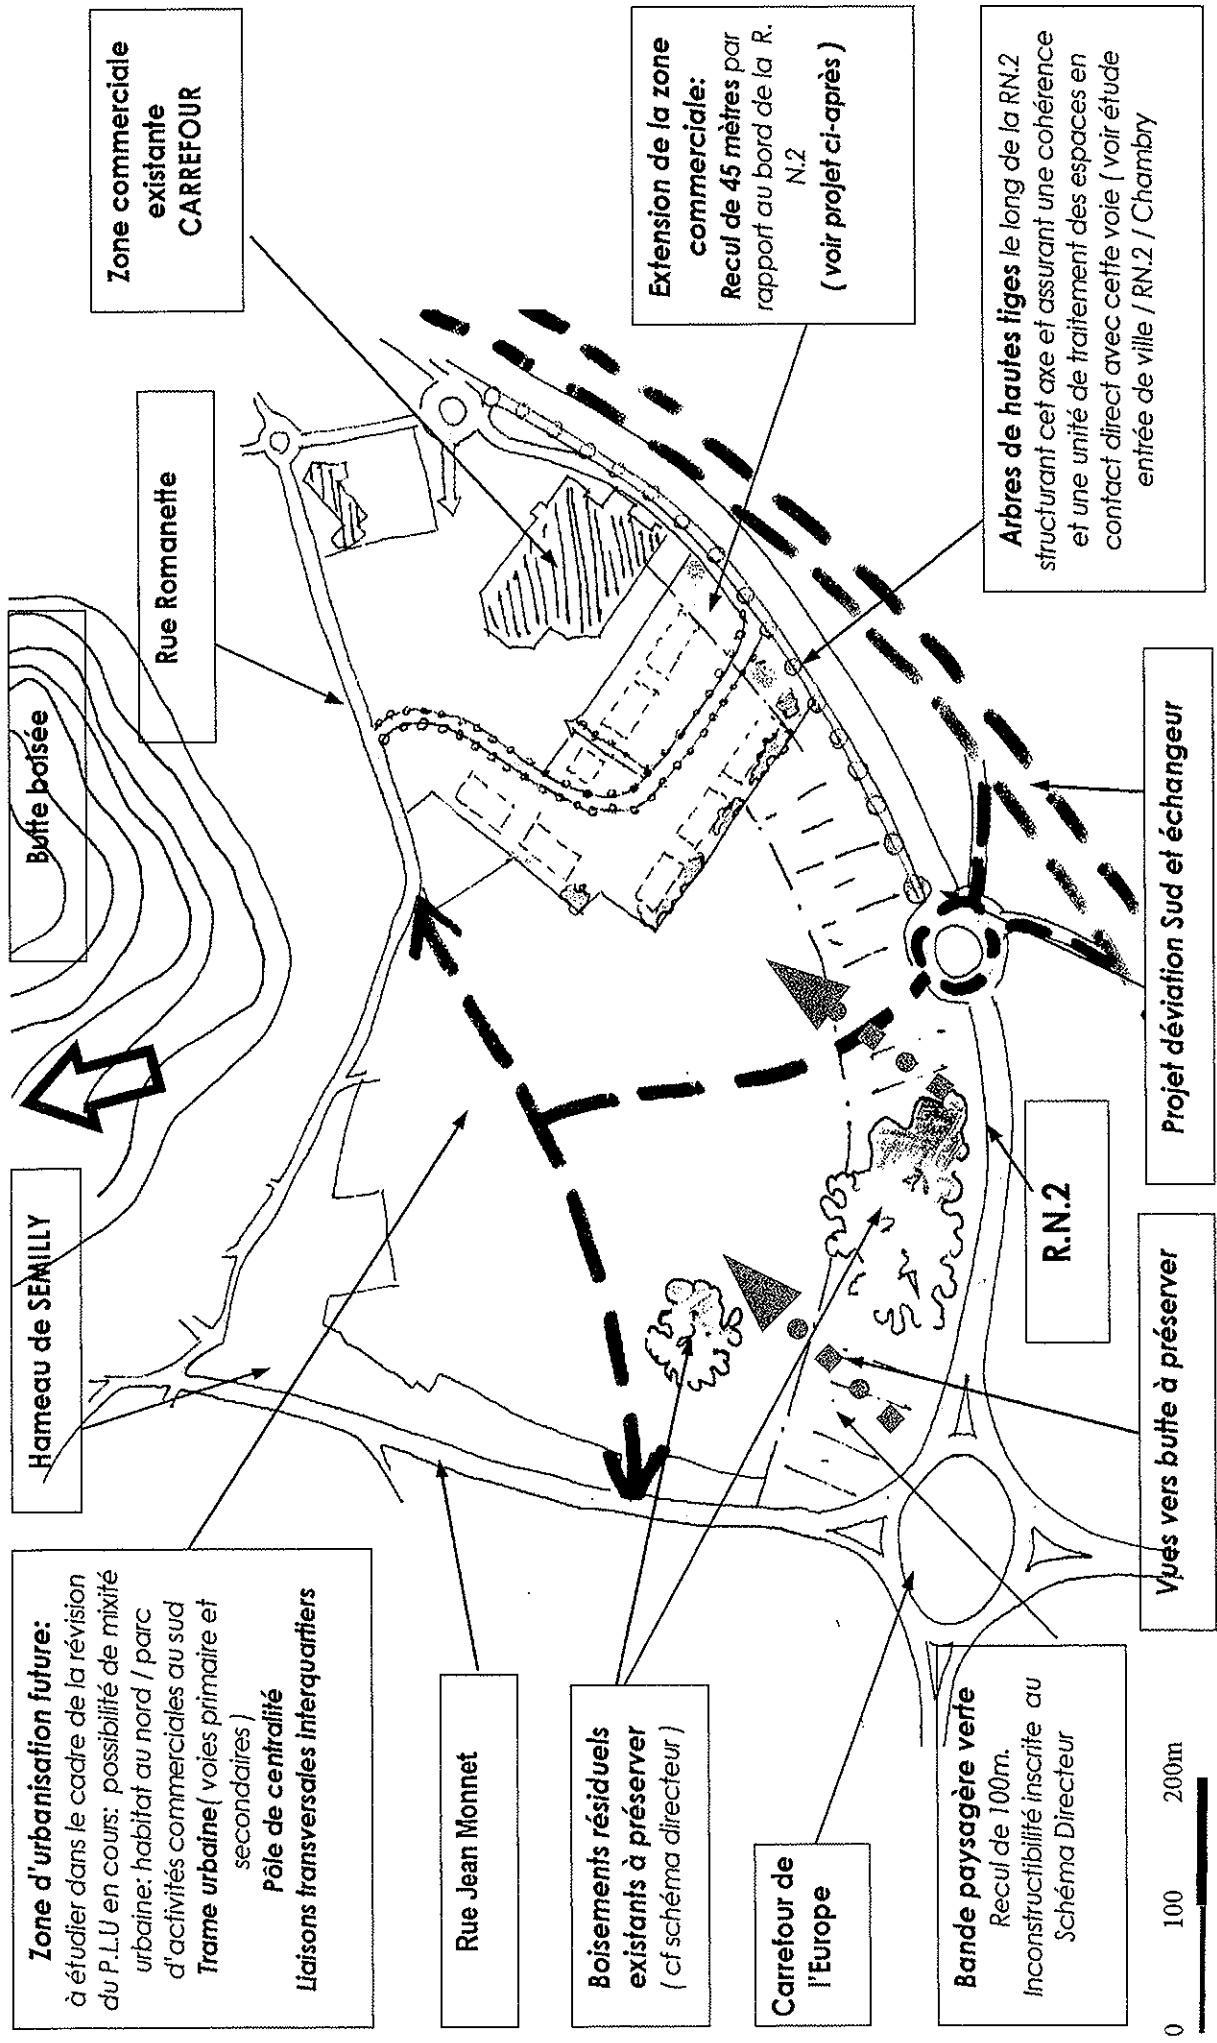 Zone d'urbanisation future:
à étudier dans le cadre de la révision
du P.L.U en cours: possibilité de mixité
urbaine: habitat au nord / parc
d'activités commerciales au sud
Trame urbaine( voies primaire et
secondaires )
Pôle de centralité
Liaisons transversales interquartiers
Hameau de SEMILLY
Butte boisée
Rue Romanette
Zone commerciale
existante
CARREFOUR
Rue Jean Monnet
Boisements résiduels
existants à préserver
( cf schéma directeur )
Carrefour de
l'Europe
Extension de la zone
commerciale:
Recul de 45 mètres par
rapport au bord de la R.
N.2
( voir projet ci-après )
Bande paysagère verte
Recul de 100m.
Inconstructibilité inscrite au
Schéma Directeur
R.N.2
Arbres de hautes tiges le long de la RN.2
structurant cet axe et assurant une cohérence
et une unité de traitement des espaces en
contact direct avec cette voie ( voir étude
entrée de ville / RN.2 / Chambry
Vues vers butte à préserver
Projet déviation Sud et échangeur
0 100 200m